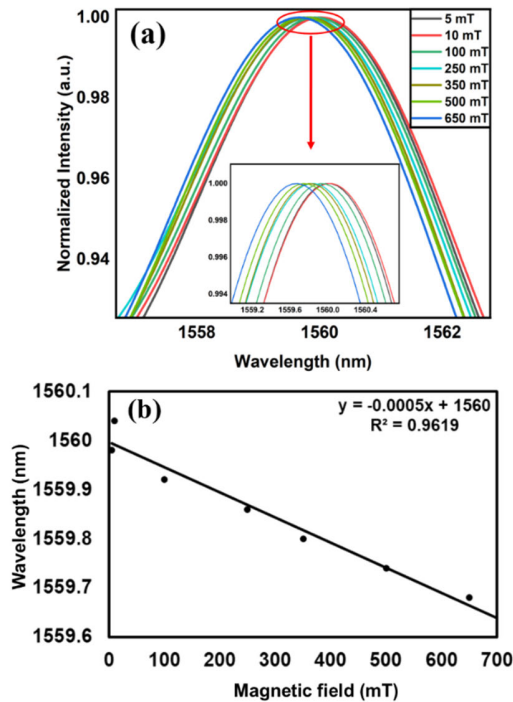 (a)
1.00
0.98
0.96
0.94
Normalized Intensity (a.u.)
5 mT
10 mT
100 mT
250 mT
350 mT
500 mT
650 mT
1.000
0.998
0.996
0.994
1559.2 1559.6 1560.0 1560.4
1558 1560 1562
Wavelength (nm)
(b)
y = -0.0005x + 1560
R² = 0.9619
1560.1
1560
1559.9
1559.8
1559.7
1559.6
Wavelength (nm)
0 100 200 300 400 500 600 700
Magnetic field (mT)